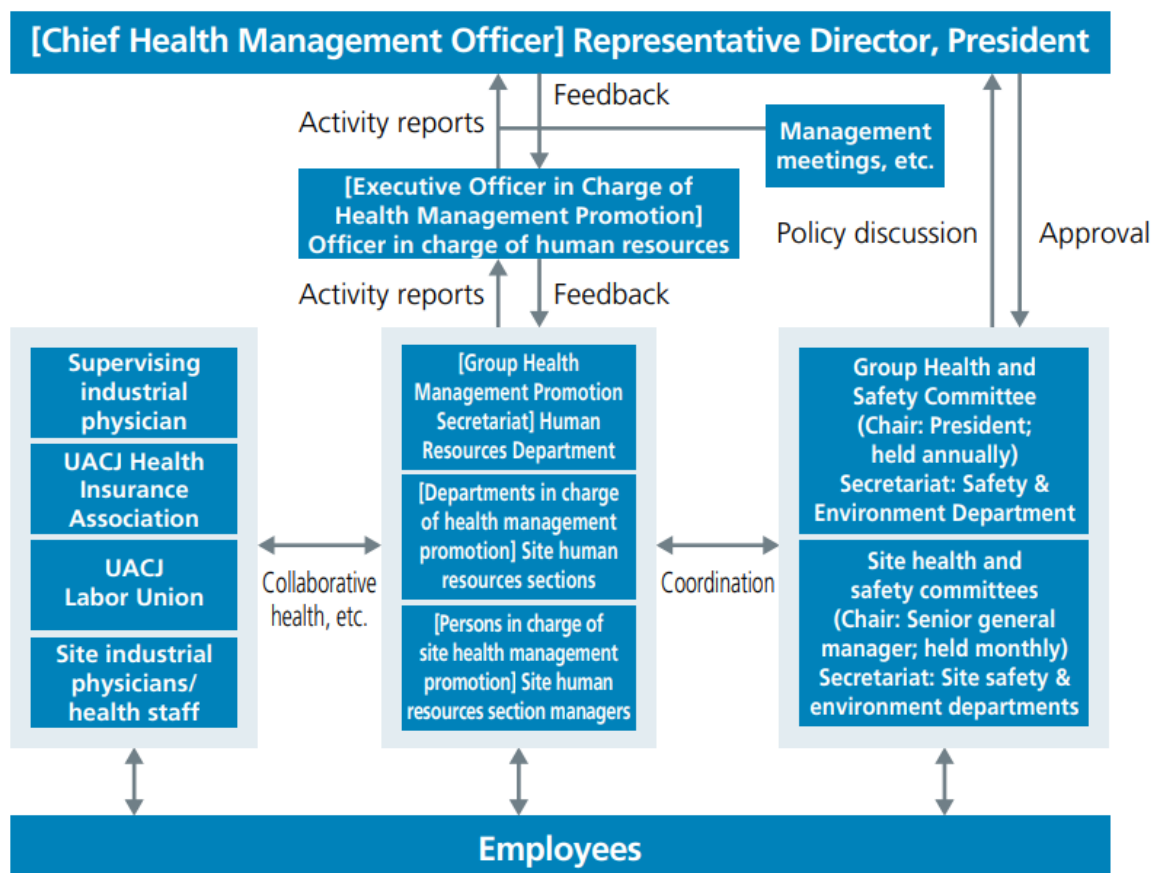 [Chief Health Management Officer] Representative Director, President
Activity reports
Feedback
Management
meetings, etc.
[Executive Officer in Charge of
Health Management Promotion]
Officer in charge of human resources
Policy discussion
Approval
Activity reports
Feedback
Supervising
industrial
physician
UACJ Health
Insurance
Association
UACJ
Labor Union
Site industrial
physicians/
health staff
Collaborative
health, etc.
[Group Health
Management Promotion
Secretariat] Human
Resources Department
[Departments in charge
of health management
promotion] Site human
resources sections
[Persons in charge of
site health management
promotion] Site human
resources section managers
Coordination
Group Health and
Safety Committee
(Chair: President;
held annually)
Secretariat: Safety &
Environment Department
Site health and
safety committees
(Chair: Senior general
manager; held monthly)
Secretariat: Site safety &
environment departments
Employees